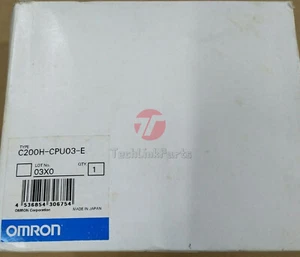 TechLinkParts
TYPE
C200H-CPU03-E
LOT No.
QTY
03X0
1
4 536854 306754
OMRON Corporation
MADE IN JAPAN
OMRON